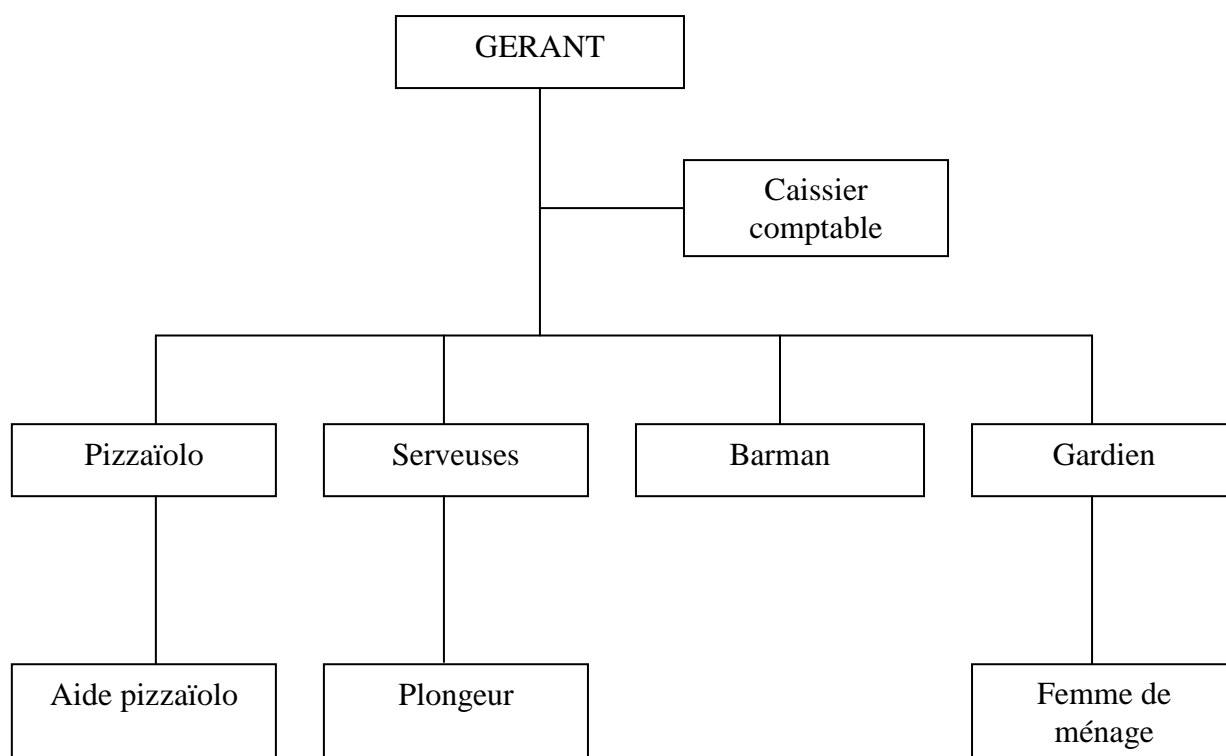 GERANT
Caissier
comptable
Pizzaïolo
Serveuses
Barman
Gardien
Aide pizzaïolo
Plongeur
Femme de
ménage